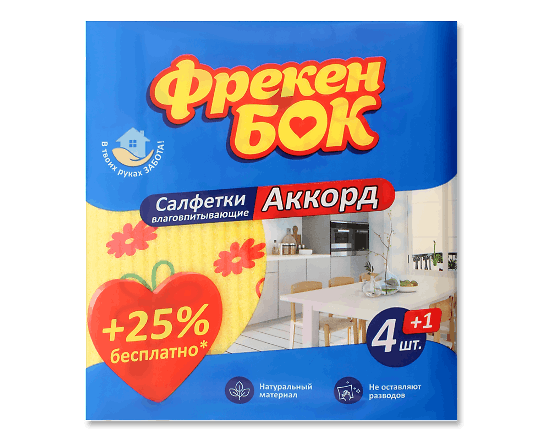 Фрекен
БОК
В твоих руках ЗАБОТА!
Салфетки
влаговпитывающие
Аккорд
+25%
бесплатно*
4 +1
шт.
Натуральный
материал
Не оставляют
разводов